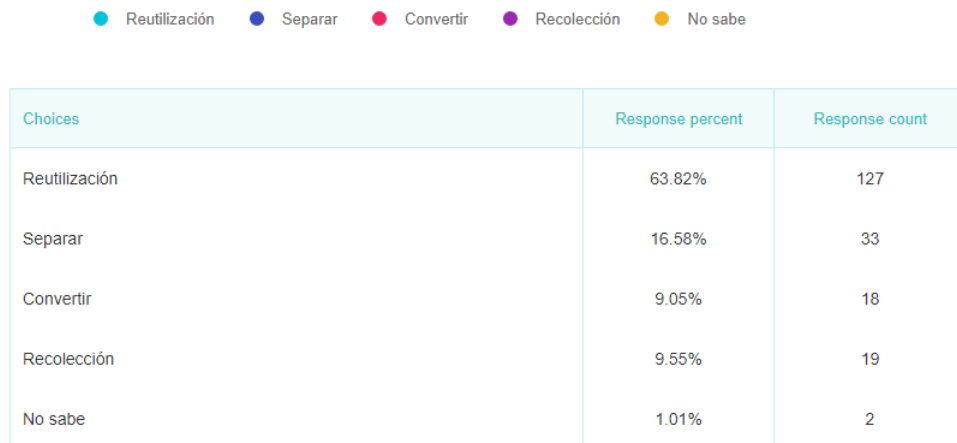 Reutilización Separar Convertir Recolección No sabe
Choices Response percent Response count
Reutilización 63.82% 127
Separar 16.58% 33
Convertir 9.05% 18
Recolección 9.55% 19
No sabe 1.01% 2